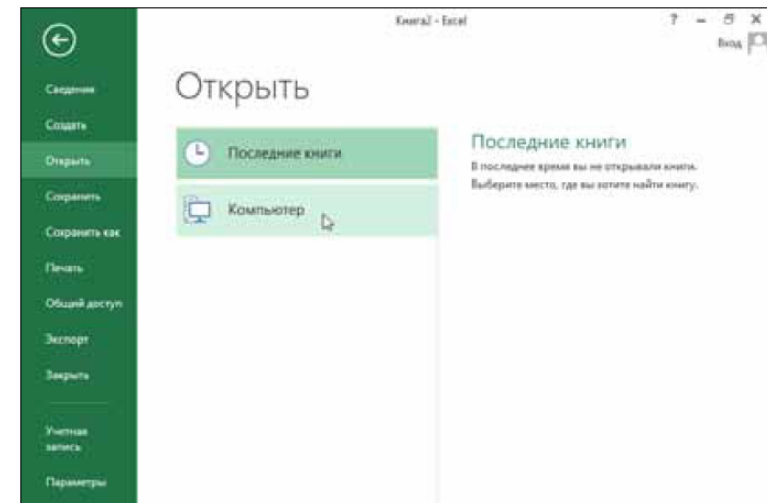 Книга2 - Excel
?
Вход
Сведения
Создать
Открыть
Сохранить
Сохранить как
Печать
Общий доступ
Экспорт
Закрыть
Учетная
запись
Параметры
Открыть
Последние книги
Компьютер
Последние книги
В последнее время вы не открывали книги.
Выберите место, где вы хотите найти книгу.